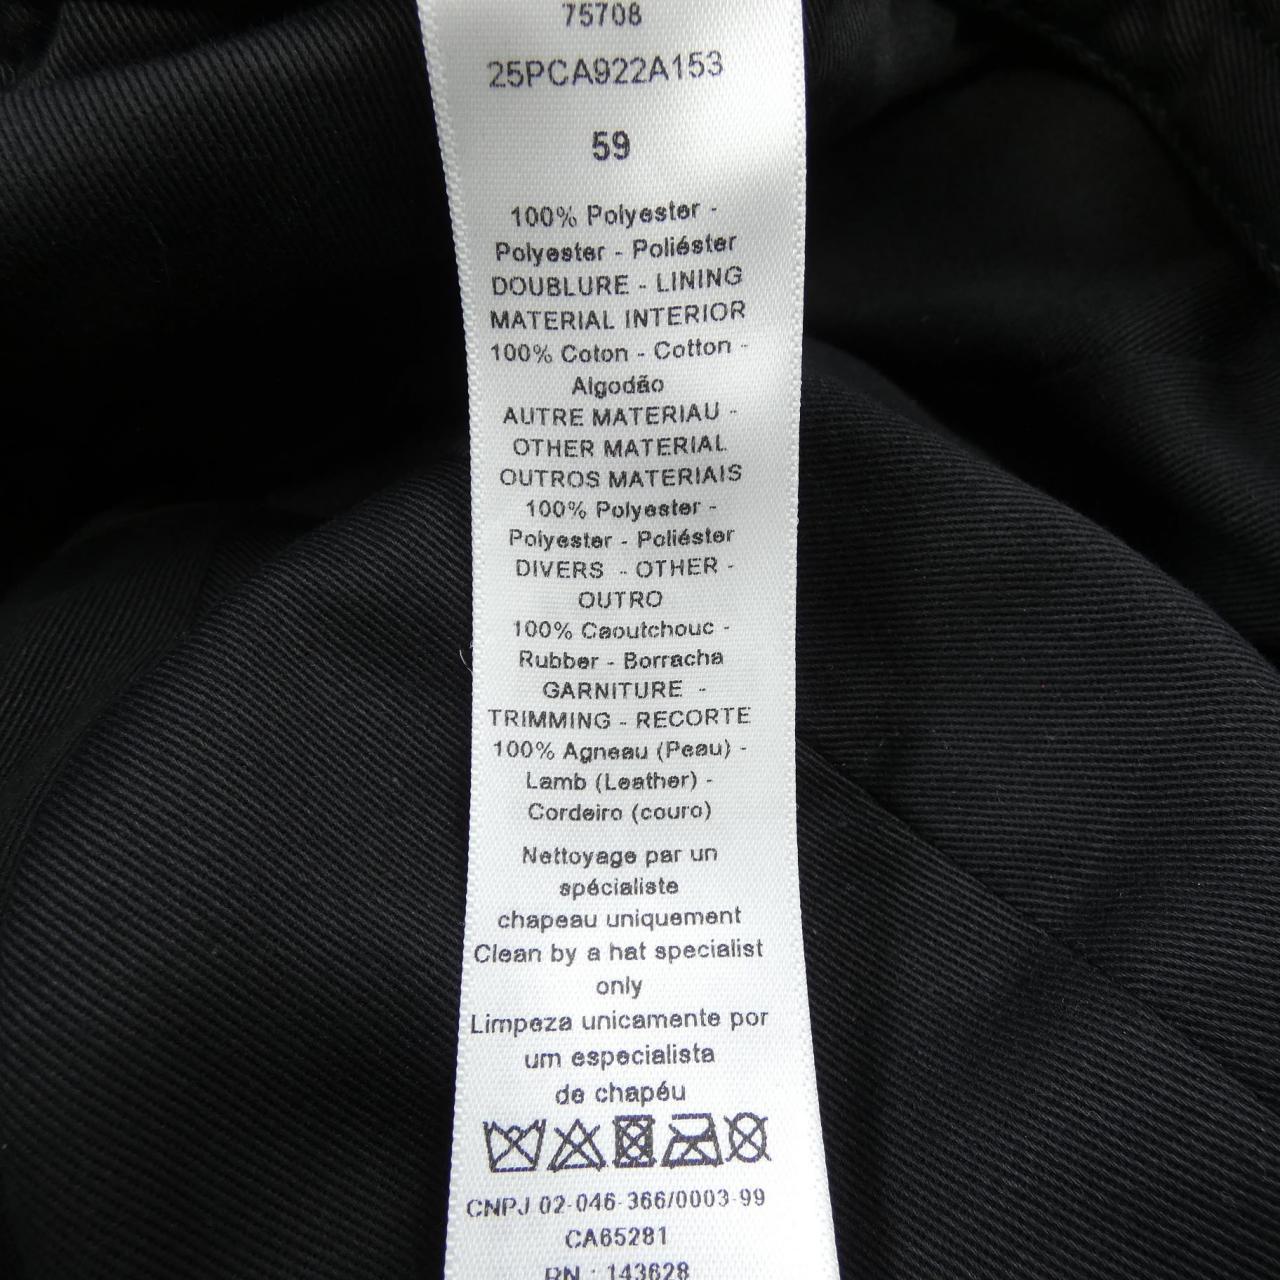 75708
25PCA922A153
59
100% Polyester -
Polyester - Poliéster
DOUBLURE - LINING
MATERIAL INTERIOR
100% Coton - Cotton -
Algodão
AUTRE MATERIAU -
OTHER MATERIAL
OUTROS MATERIAIS
100% Polyester -
Polyester - Poliéster
DIVERS - OTHER -
OUTRO
100% Caoutchouc -
Rubber - Borracha
GARNITURE -
TRIMMING - RECORTE
100% Agneau (Peau) -
Lamb (Leather) -
Cordeiro (couro)
Nettoyage par un
spécialiste
chapeau uniquement
Clean by a hat specialist
only
Limpeza unicamente por
um especialista
de chapéu
CNPJ 02-046-366/0003-99
CA65281
RN : 143628